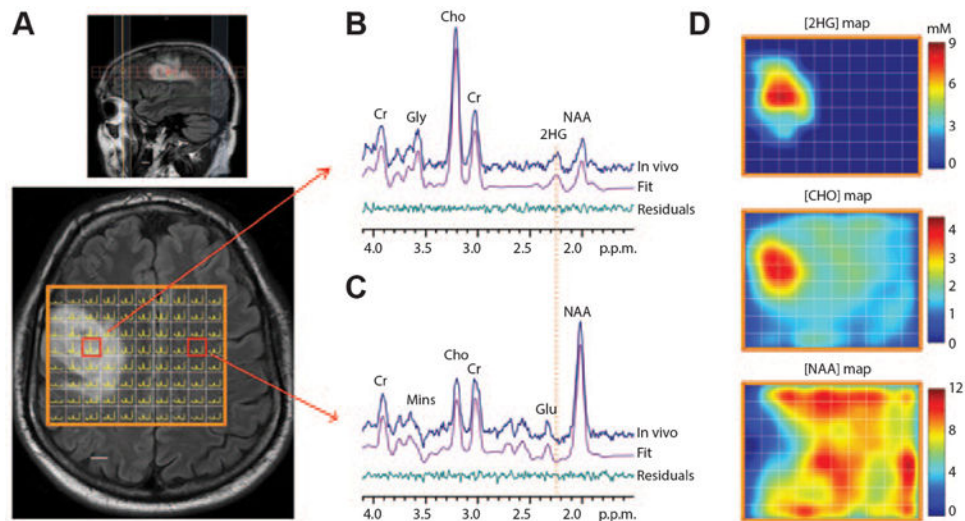 A
B
Cho
Cr
Gly
Cr
2HG
NAA
In vivo
Fit
Residuals
4.0 3.5 3.0 2.5 2.0 p.p.m.
C
NAA
Cr
Mins
Cho
Cr
Glu
In vivo
Fit
Residuals
4.0 3.5 3.0 2.5 2.0 p.p.m.
D
[2HG] map
mM
9
6
3
0
[CHO] map
4
3
2
1
0
[NAA] map
12
8
4
0